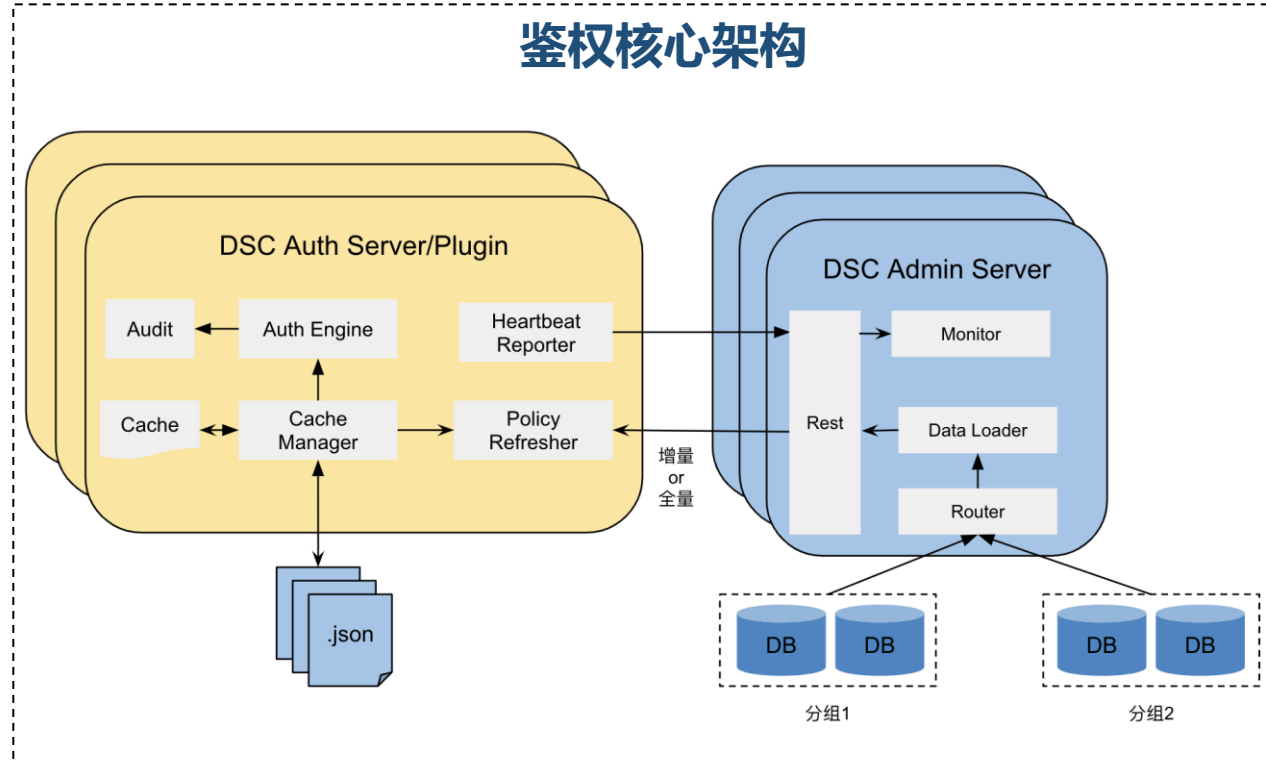 鉴权核心架构
DSC Auth Server/Plugin
Audit
Auth Engine
Heartbeat
Reporter
Cache
Cache
Manager
Policy
Refresher
.json
增量
or
全量
DSC Admin Server
Rest
Monitor
Data Loader
Router
DB
DB
分组1
DB
DB
分组2